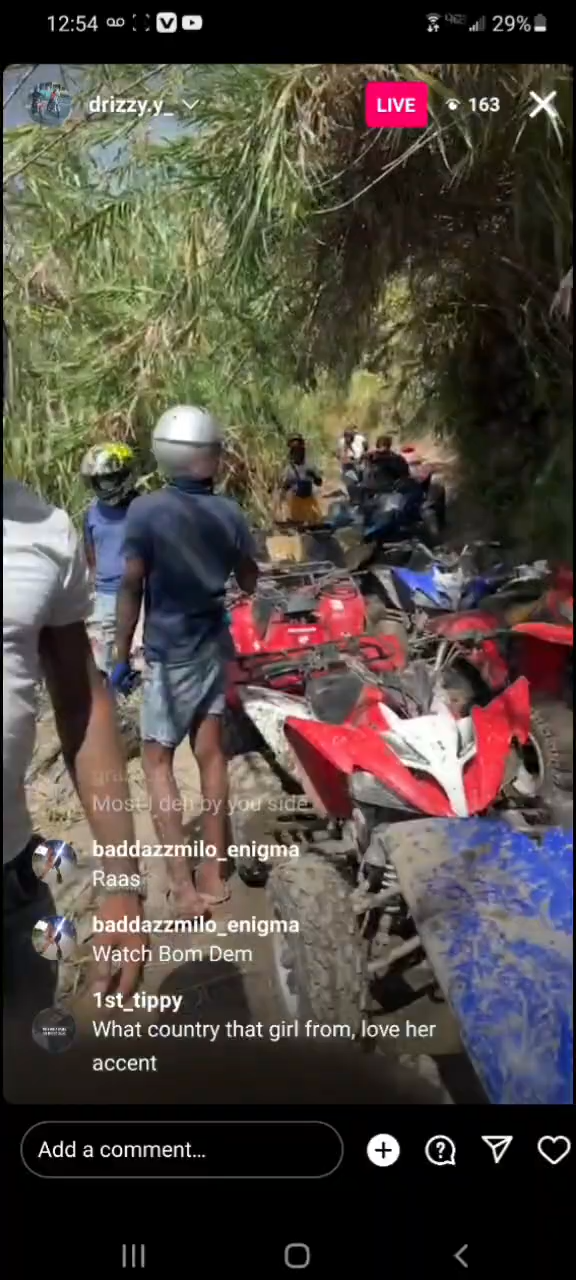 12:54
29%
drizzy.y_
LIVE
163
Most I deh by you side
baddazzmilo_enigma
Raas
baddazzmilo_enigma
Watch Bom Dem
1st_tippy
What country that girl from, love her
accent
Add a comment...